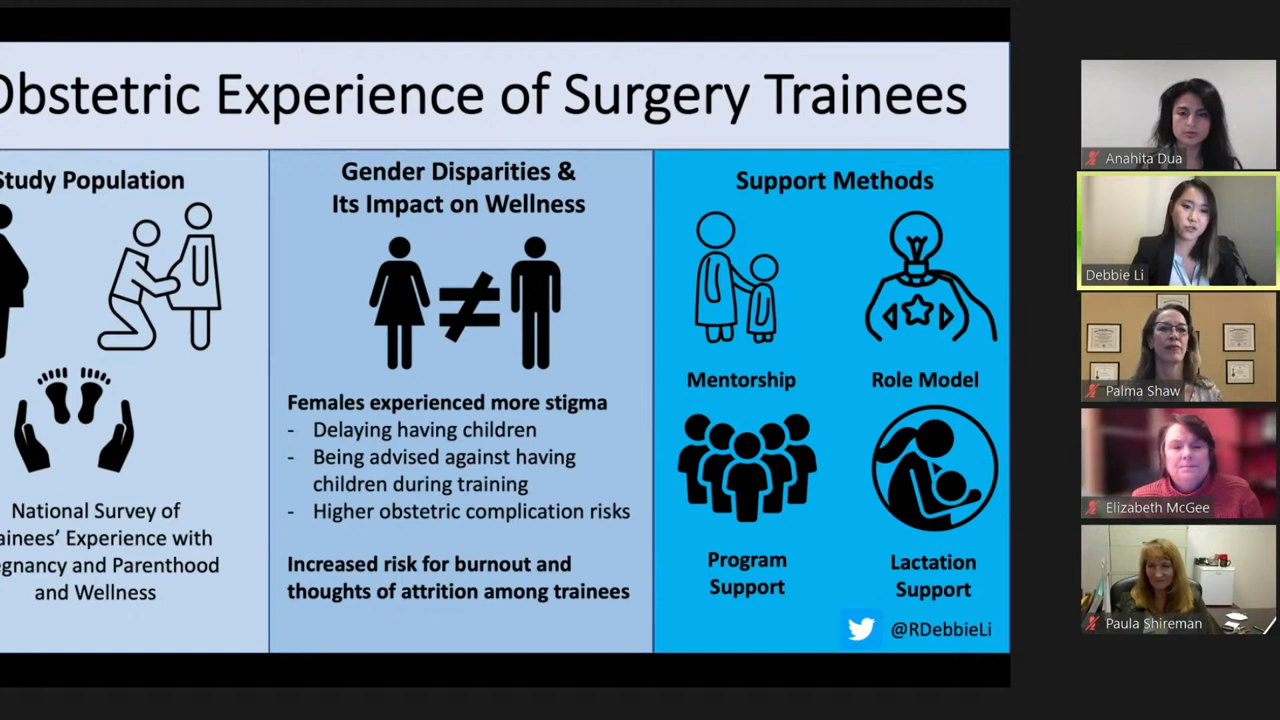 Obstetric Experience of Surgery Trainees
Study Population
National Survey of
ainees' Experience with
gnancy and Parenthood
and Wellness
Gender Disparities &
Its Impact on Wellness
Females experienced more stigma
- Delaying having children
- Being advised against having
children during training
- Higher obstetric complication risks
Increased risk for burnout and
thoughts of attrition among trainees
Support Methods
Mentorship
Role Model
Program
Support
Lactation
Support
@RDebbieLi
Anahita Dua
Debbie Li
Palma Shaw
Elizabeth McGee
Paula Shireman